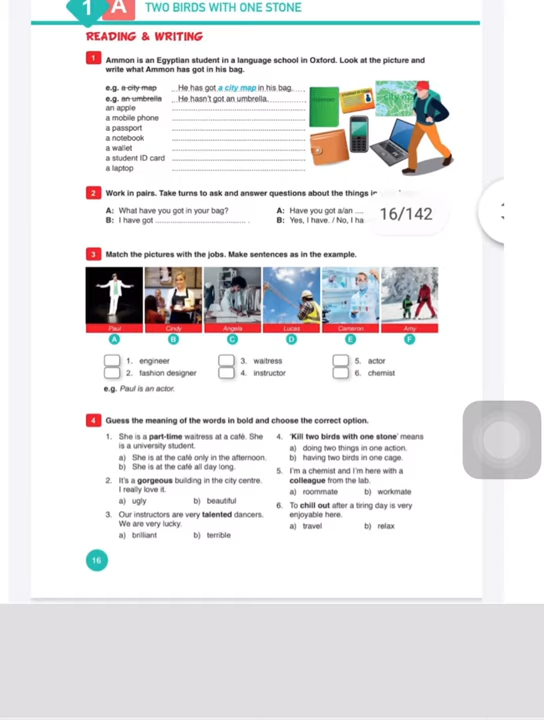 1 A TWO BIRDS WITH ONE STONE
READING & WRITING
1 Ammon is an Egyptian student in a language school in Oxford. Look at the picture and
write what Ammon has got in his bag.
e.g. a city map He has got a city map in his bag.
e.g. an umbrella He hasn't got an umbrella.
an apple
a mobile phone
a passport
a notebook
a wallet
a student ID card
a laptop
2 Work in pairs. Take turns to ask and answer questions about the things in
A: What have you got in your bag?
B: I have got .
A: Have you got a/an ....
B: Yes, I have. / No, I ha
16/142
3 Match the pictures with the jobs. Make sentences as in the example.
Paul Cindy Angela Lucas Cameron Amy
A B C D E F
1. engineer
2. fashion designer
3. waitress
4. instructor
5. actor
6. chemist
e.g. Paul is an actor.
4 Guess the meaning of the words in bold and choose the correct option.
1. She is a part-time waitress at a café. She
is a university student.
a) She is at the café only in the afternoon.
b) She is at the café all day long.
2. It's a gorgeous building in the city centre.
I really love it.
a) ugly b) beautiful
3. Our instructors are very talented dancers.
We are very lucky.
a) brilliant b) terrible
4. 'Kill two birds with one stone' means
a) doing two things in one action.
b) having two birds in one cage.
5. I'm a chemist and I'm here with a
colleague from the lab.
a) roommate b) workmate
6. To chill out after a tiring day is very
enjoyable here.
a) travel b) relax
16